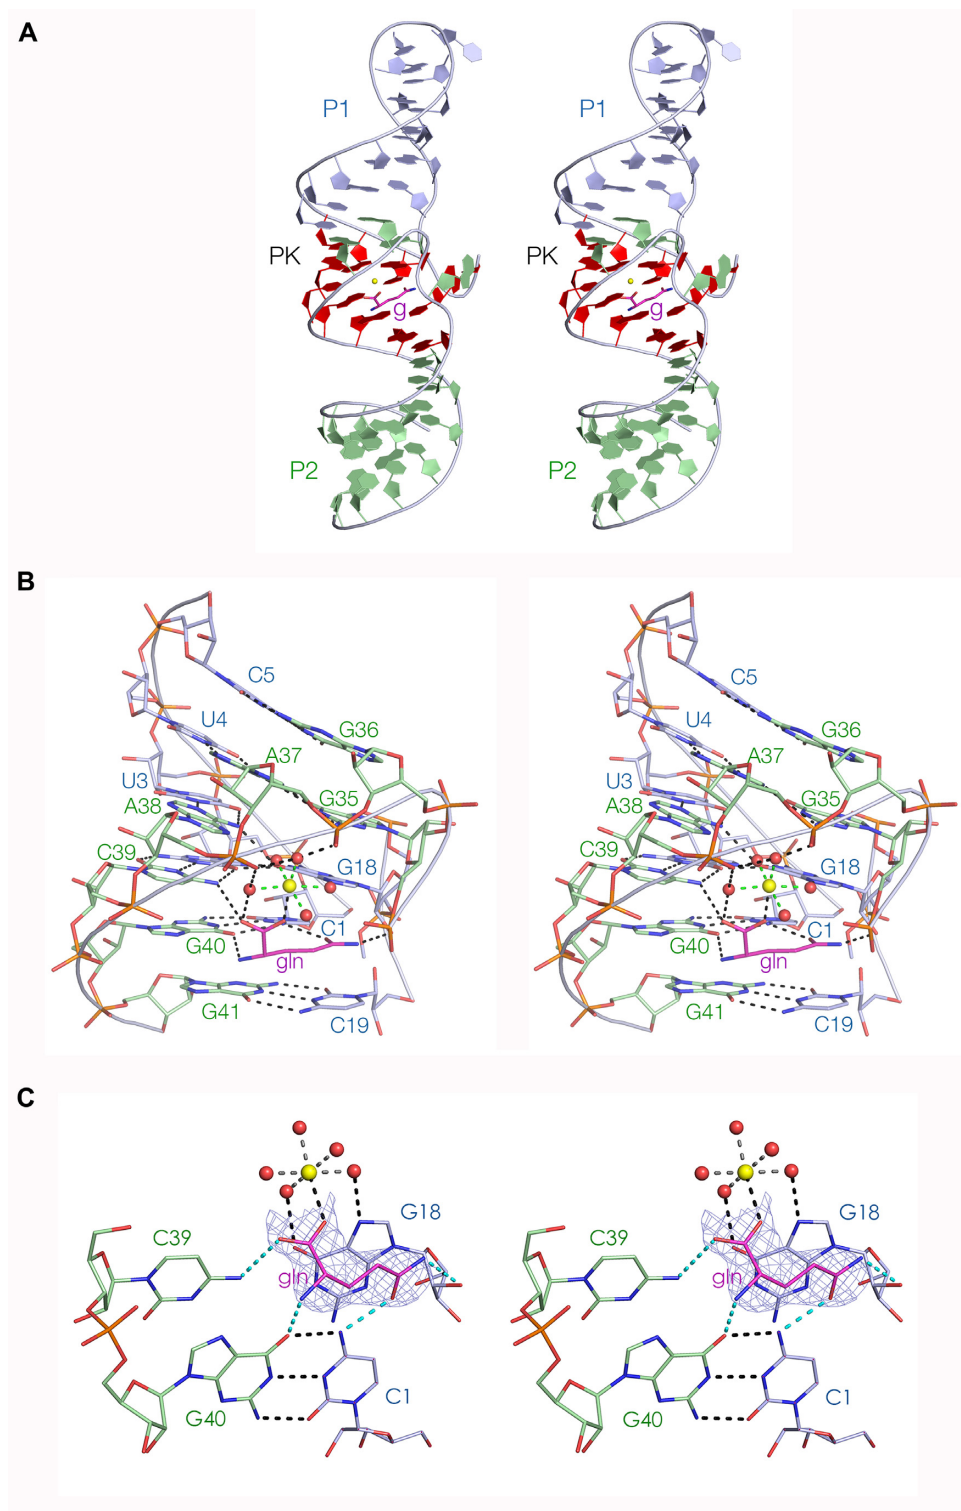 A
P1 P1
PK PK
g g
P2 P2
B
C5 C5
U4 G36 U4 G36
A37 A37
U3 U3
A38 G35 A38 G35
C39 G18 C39 G18
C1 C1
G40 gln G40 gln
G41 C19 G41 C19
C
G18 G18
C39 C39
gln gln
G40 C1 G40 C1